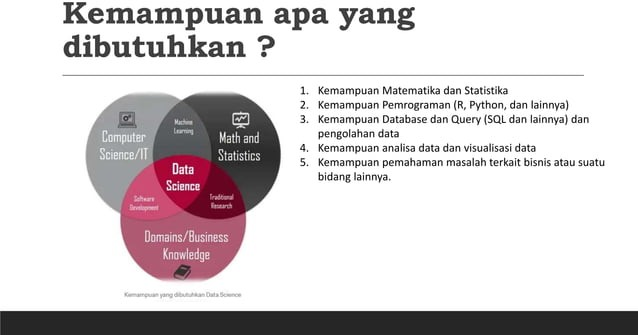 Kemampuan apa yang
dibutuhkan ?
1. Kemampuan Matematika dan Statistika
2. Kemampuan Pemrograman (R, Python, dan lainnya)
3. Kemampuan Database dan Query (SQL dan lainnya) dan
pengolahan data
4. Kemampuan analisa data dan visualisasi data
5. Kemampuan pemahaman masalah terkait bisnis atau suatu
bidang lainnya.
Computer
Science/IT
Machine
Learning
Math and
Statistics
Data
Science
Software
Development
Traditional
Research
Domains/Business
Knowledge
Kemampuan yang dibutuhkan Data Science